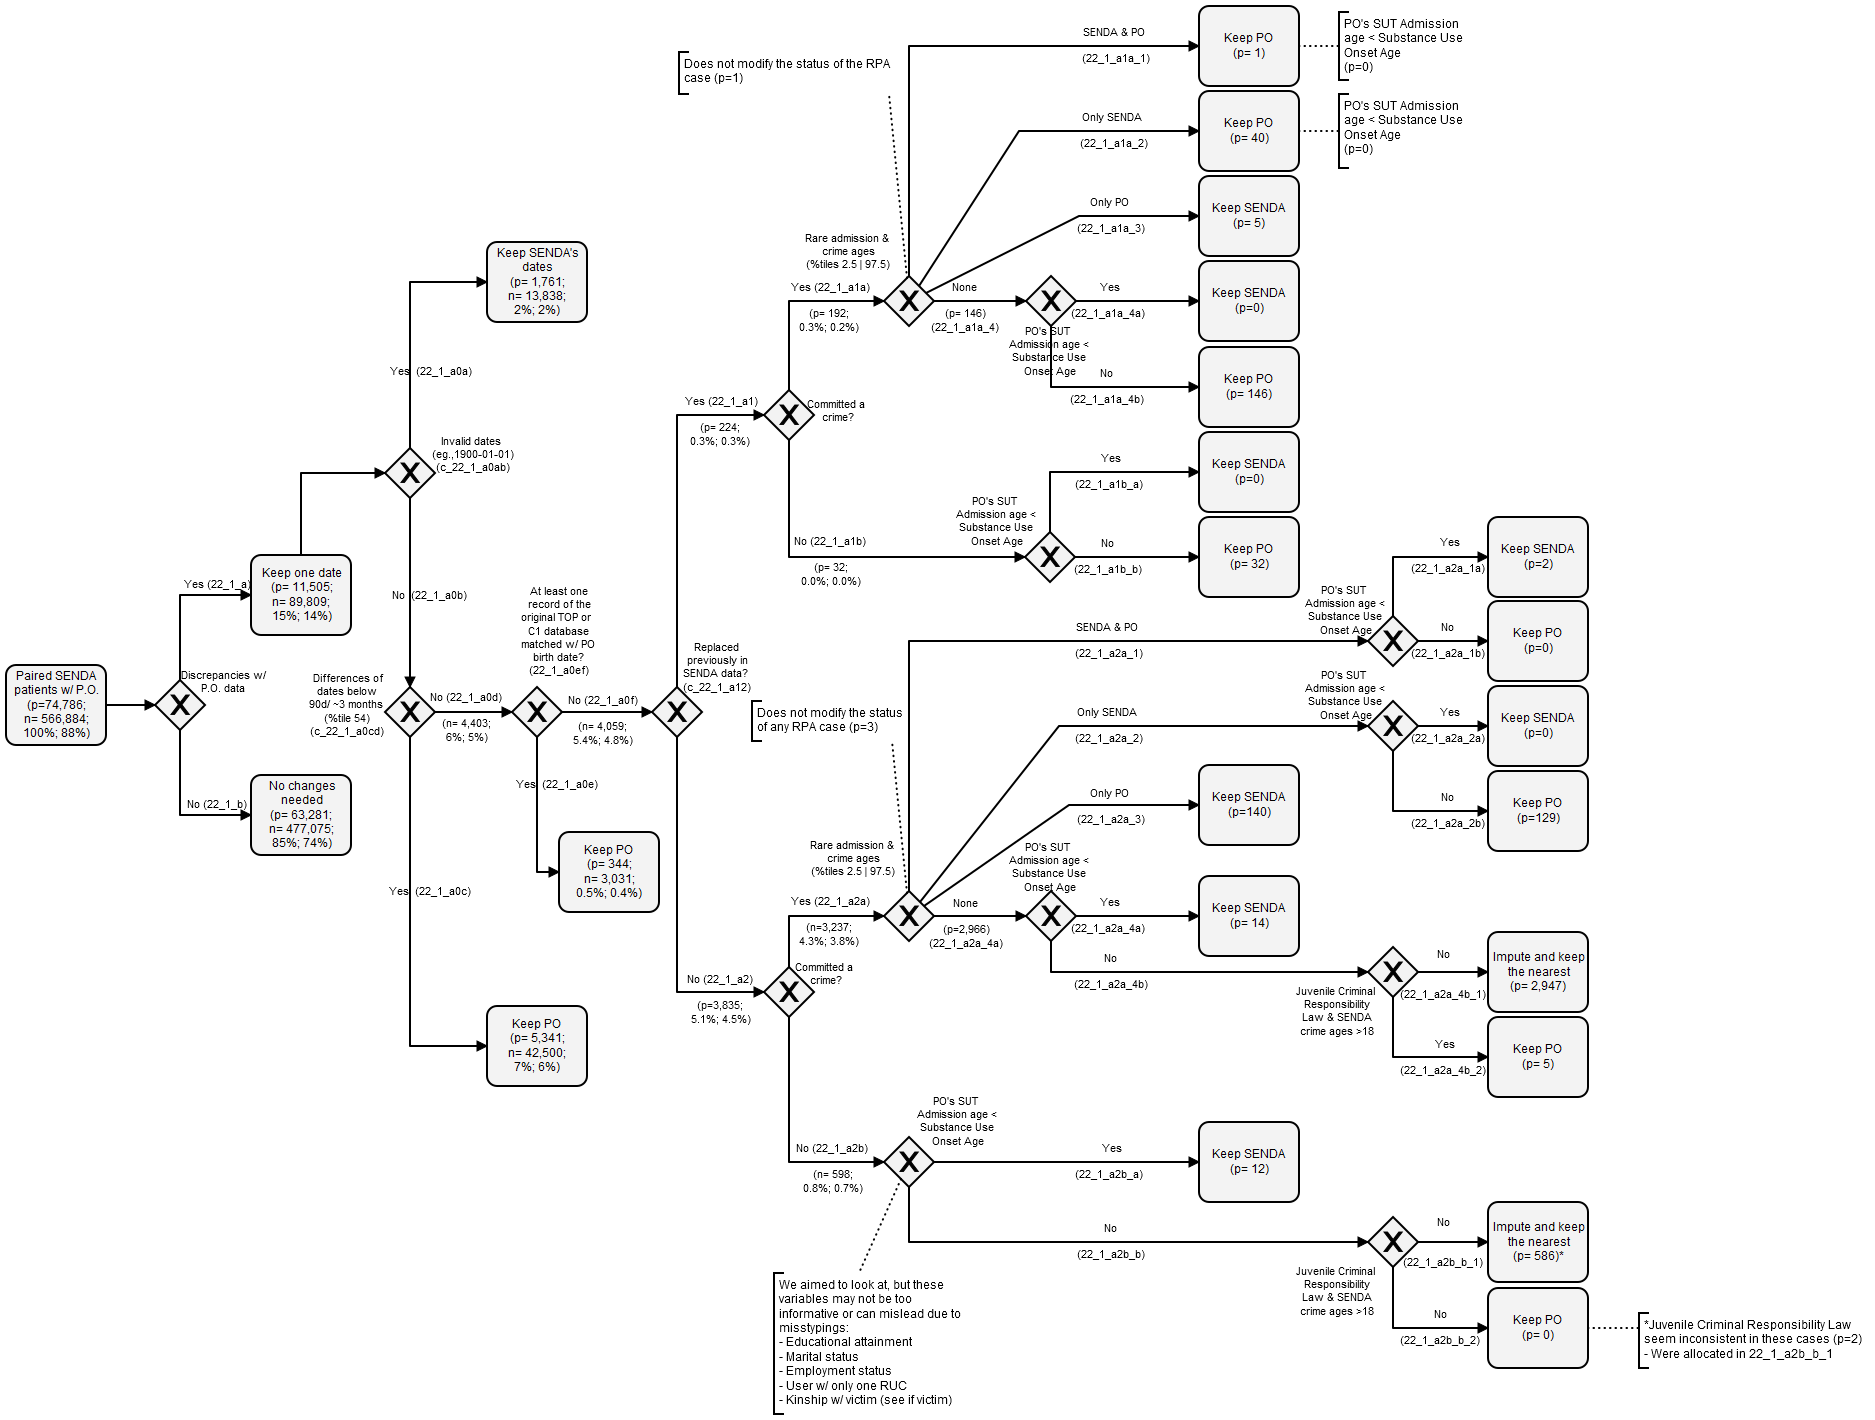 Paired SENDA
patients w/ P.O.
(p=74,786;
n= 566,884;
100%; 88%)
Discrepancies w/
P.O. data
Yes (22_1_a)
Keep one date
(p= 11,505;
n= 89,809;
15%; 14%)
No (22_1_b)
No changes
needed
(p= 63,281;
n= 477,075;
85%; 74%)
Invalid dates
(eg.,1900-01-01)
(c_22_1_a0ab)
Yes (22_1_a0a)
Keep SENDA's
dates
(p= 1,761;
n= 13,838;
2%; 2%)
No (22_1_a0b)
Differences of
dates below
90d/ ~3 months
(%tile 54)
(c_22_1_a0cd)
Yes (22_1_a0c)
Keep PO
(p= 5,341;
n= 42,500;
7%; 6%)
No (22_1_a0d)
(n= 4,403;
6%; 5%)
At least one
record of the
original TOP or
C1 database
matched w/ PO
birth date?
(22_1_a0ef)
Yes (22_1_a0e)
Keep PO
(p= 344;
n= 3,031;
0.5%; 0.4%)
No (22_1_a0f)
(n= 4,059;
5.4%; 4.8%)
Replaced
previously in
SENDA data?
(c_22_1_a12)
Yes (22_1_a1)
(p= 224;
0.3%; 0.3%)
Committed a
crime?
Yes (22_1_a1a)
(p= 192;
0.3%; 0.2%)
Rare admission &
crime ages
(%tiles 2.5 | 97.5)
Does not modify the status of the RPA
case (p=1)
SENDA & PO
(22_1_a1a_1)
Keep PO
(p= 1)
PO's SUT Admission
age < Substance Use
Onset Age
(p=0)
Only SENDA
(22_1_a1a_2)
Keep PO
(p= 40)
PO's SUT Admission
age < Substance Use
Onset Age
(p=0)
Only PO
(22_1_a1a_3)
Keep SENDA
(p= 5)
None
(p= 146)
(22_1_a1a_4)
PO's SUT
Admission age <
Substance Use
Onset Age
Yes
(22_1_a1a_4a)
Keep SENDA
(p=0)
No
(22_1_a1a_4b)
Keep PO
(p= 146)
No (22_1_a1b)
(p= 32;
0.0%; 0.0%)
PO's SUT
Admission age <
Substance Use
Onset Age
Yes
(22_1_a1b_a)
Keep SENDA
(p=0)
No
(22_1_a1b_b)
Keep PO
(p= 32)
No (22_1_a2)
(p=3,835;
5.1%; 4.5%)
Committed a
crime?
Yes (22_1_a2a)
(n=3,237;
4.3%; 3.8%)
Rare admission &
crime ages
(%tiles 2.5 | 97.5)
Does not modify the status
of any RPA case (p=3)
SENDA & PO
(22_1_a2a_1)
PO's SUT
Admission age <
Substance Use
Onset Age
Yes
(22_1_a2a_1a)
Keep SENDA
(p=2)
No
(22_1_a2a_1b)
Keep PO
(p=0)
Only SENDA
(22_1_a2a_2)
PO's SUT
Admission age <
Substance Use
Onset Age
Yes
(22_1_a2a_2a)
Keep SENDA
(p=0)
No
(22_1_a2a_2b)
Keep PO
(p=129)
Only PO
(22_1_a2a_3)
Keep SENDA
(p=140)
None
(p=2,966)
(22_1_a2a_4a)
PO's SUT
Admission age <
Substance Use
Onset Age
Yes
(22_1_a2a_4a)
Keep SENDA
(p= 14)
No
(22_1_a2a_4b)
Juvenile Criminal
Responsibility
Law & SENDA
crime ages >18
No
(22_1_a2a_4b_1)
Impute and keep
the nearest
(p= 2,947)
Yes
(22_1_a2a_4b_2)
Keep PO
(p= 5)
No (22_1_a2b)
(n= 598;
0.8%; 0.7%)
PO's SUT
Admission age <
Substance Use
Onset Age
Yes
(22_1_a2b_a)
Keep SENDA
(p= 12)
No
(22_1_a2b_b)
Juvenile Criminal
Responsibility
Law & SENDA
crime ages >18
No
(22_1_a2b_b_1)
Impute and keep
the nearest
(p= 586)*
No
(22_1_a2b_b_2)
Keep PO
(p= 0)
*Juvenile Criminal Responsibility Law
seem inconsistent in these cases (p=2)
- Were allocated in 22_1_a2b_b_1
We aimed to look at, but these
variables may not be too
informative or can mislead due to
misstypings:
- Educational attainment
- Marital status
- Employment status
- User w/ only one RUC
- Kinship w/ victim (see if victim)